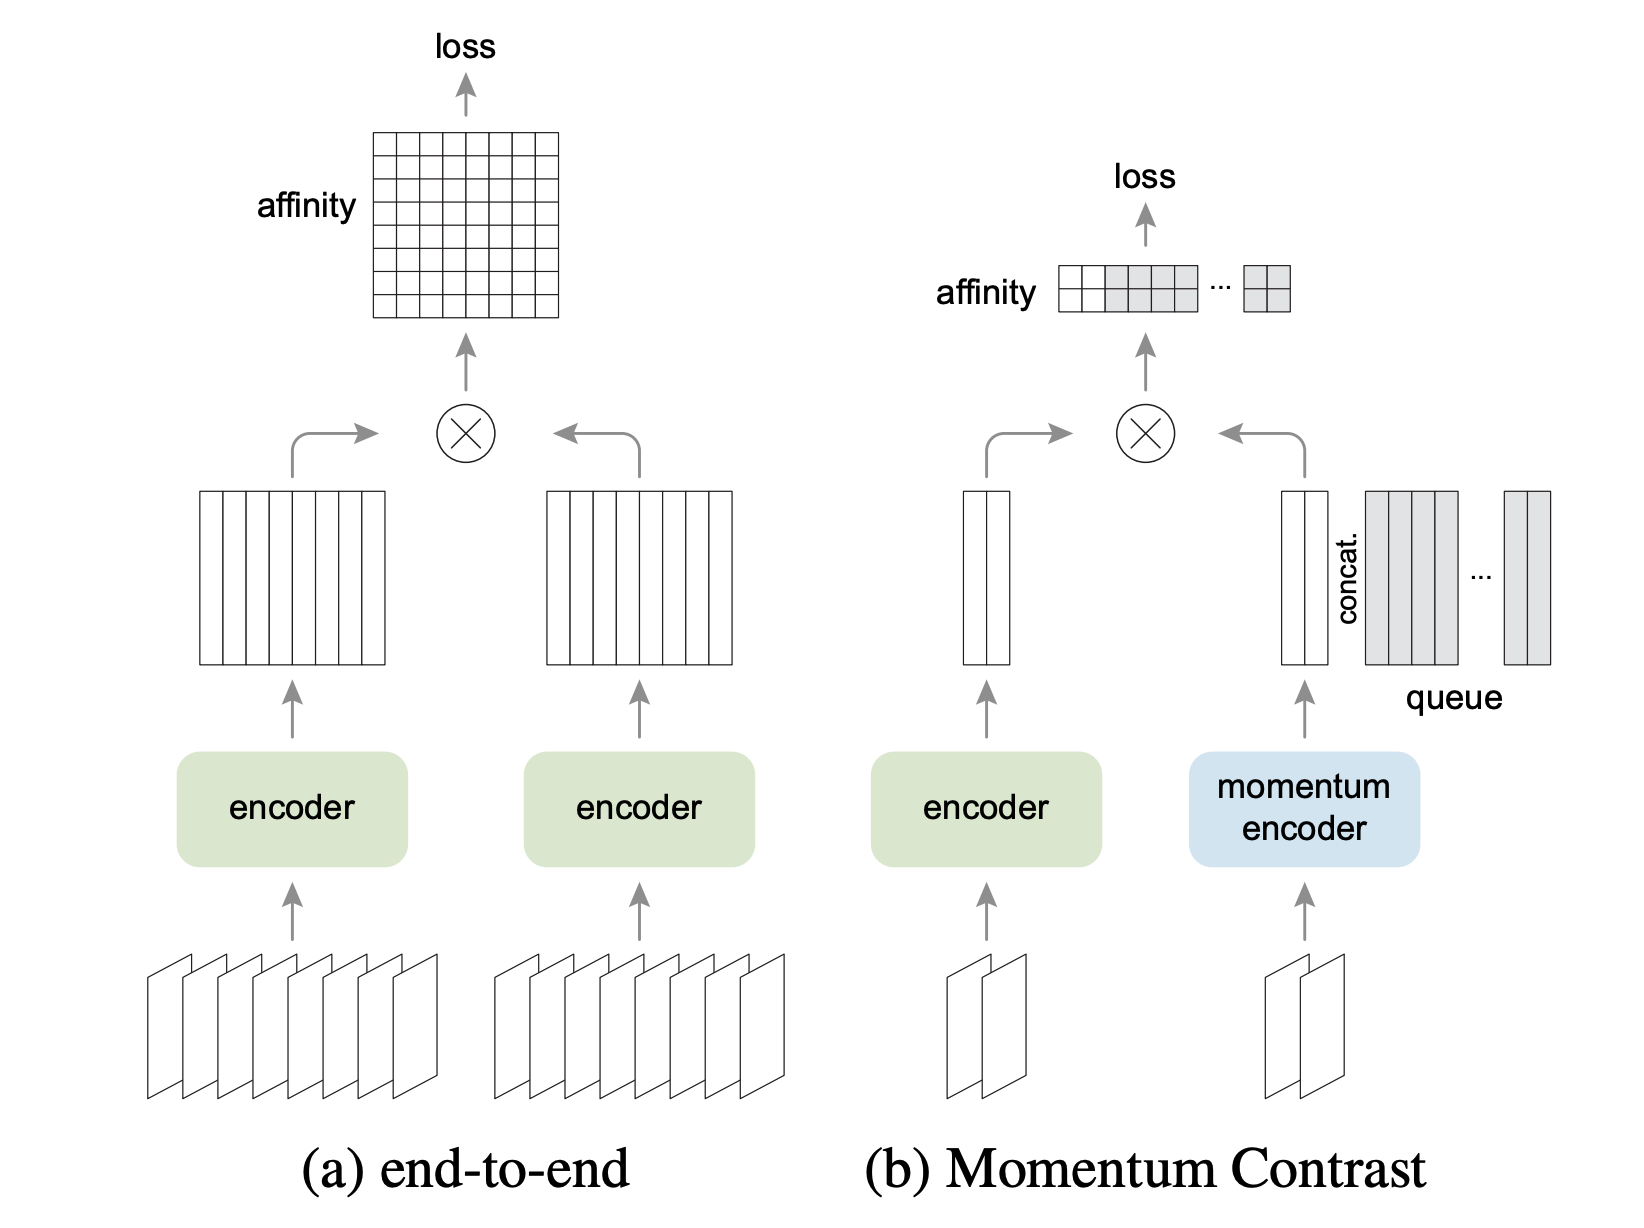 loss
affinity
encoder
encoder
(a) end-to-end
loss
affinity
...
concat.
...
queue
encoder
momentum
encoder
(b) Momentum Contrast